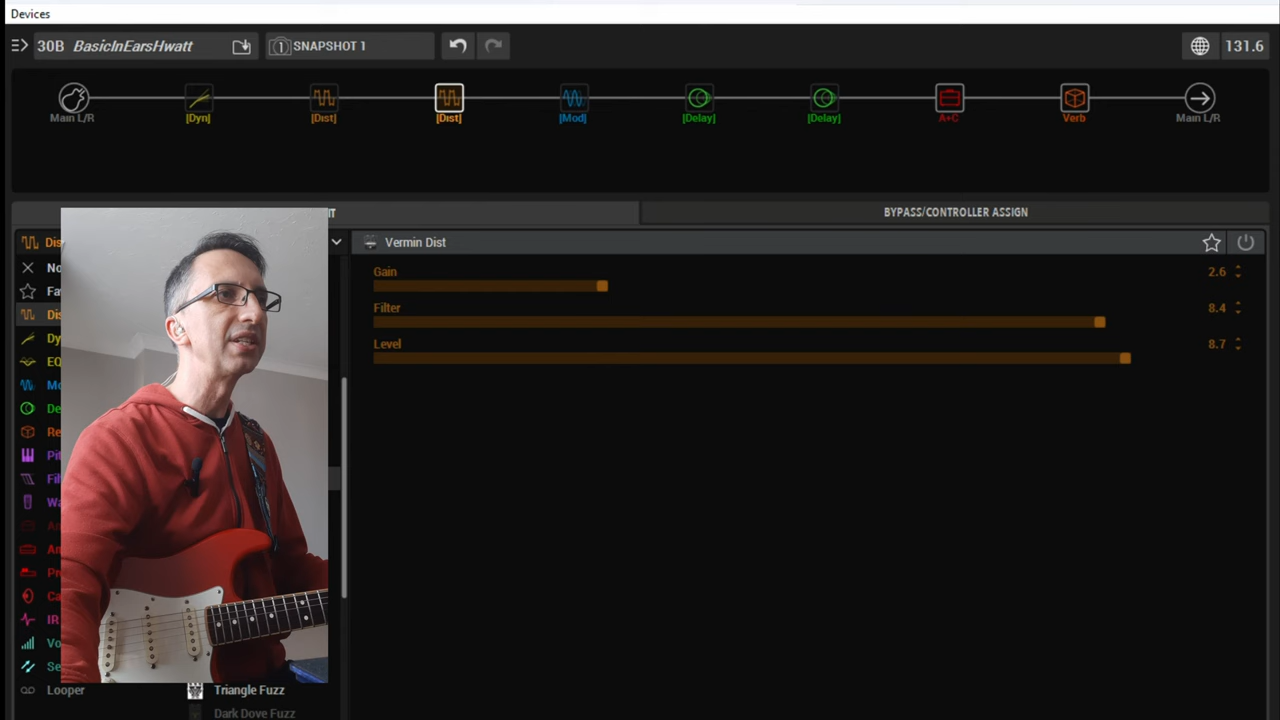 Devices
30B BasicInEarsHwatt
1 SNAPSHOT 1
131.6
Main L/R
|Dyn|
|Dist|
|Dist|
|Mod|
|Delay|
|Delay|
A+C
Verb
Main L/R
BYPASS/CONTROLLER ASSIGN
Vermin Dist
Gain 2.6
Filter 8.4
Level 8.7
Looper
Triangle Fuzz
Dark Dove Fuzz